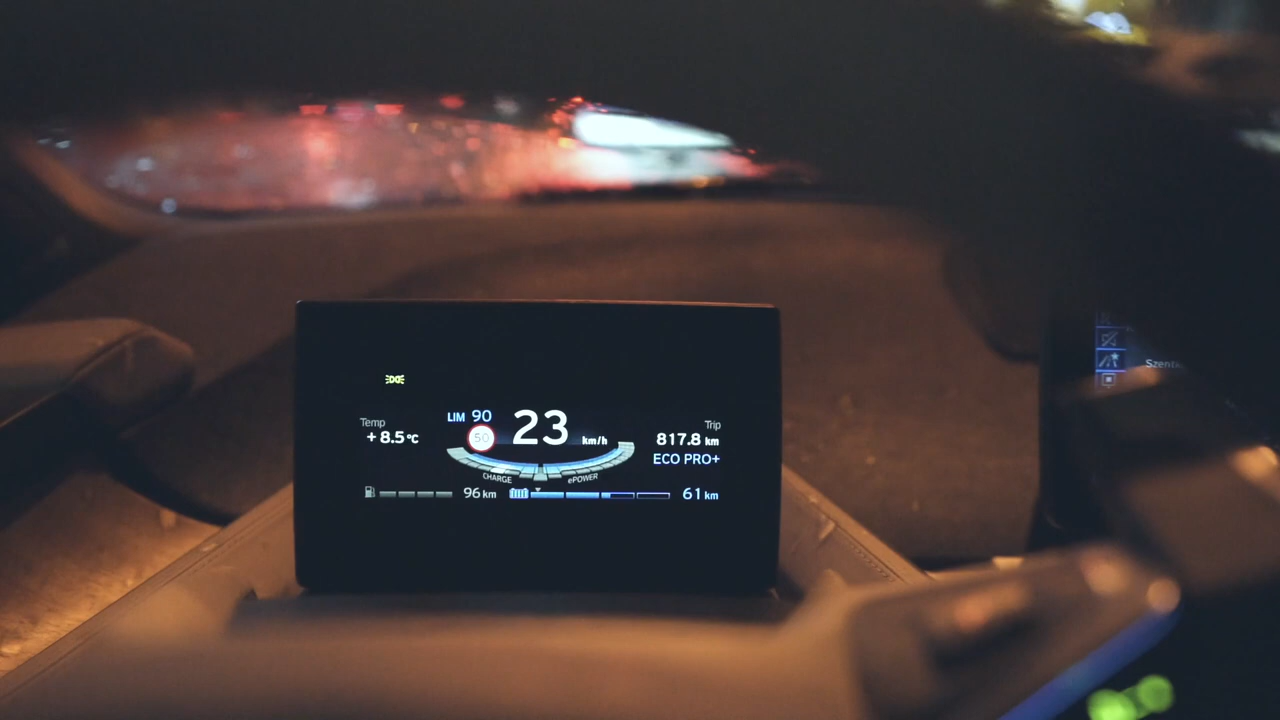 Temp
+ 8.5°C
LIM 90
50
23 km/h
Trip
817.8 km
ECO PRO+
CHARGE
ePOWER
96 km
61 km